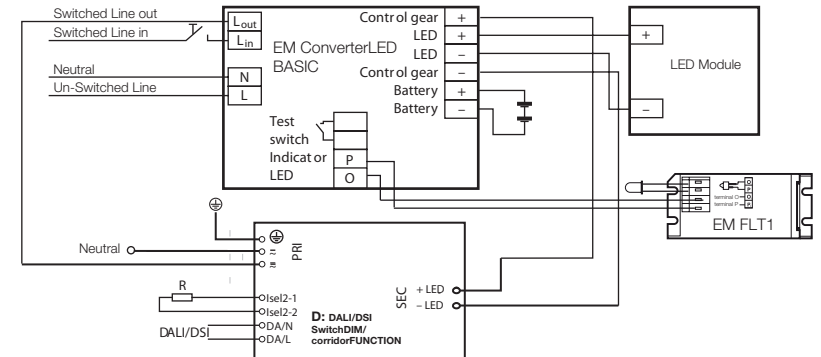 Switched Line out
Switched Line in
Neutral
Un-Switched Line
Lout
Lin
N
L
EM ConverterLED
BASIC
Control gear +
LED +
LED –
Control gear –
Battery +
Battery –
Test
switch
Indicator
LED
P
O
+
–
LED Module
terminal O
terminal P
O
P
O
P
EM FLT1
Neutral
PRI
R
Isel2-1
Isel2-2
DALI/DSI
DA/N
DA/L
D: DALI/DSI
SwitchDIM/
corridorFUNCTION
SEC
+ LED
– LED